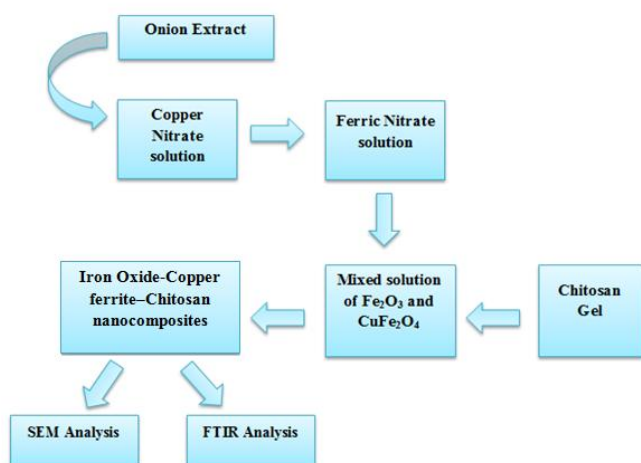 Onion Extract
Copper
Nitrate
solution
Ferric Nitrate
solution
Iron Oxide-Copper
ferrite–Chitosan
nanocomposites
Mixed solution
of Fe₂O₃ and
CuFe₂O₄
Chitosan
Gel
SEM Analysis
FTIR Analysis